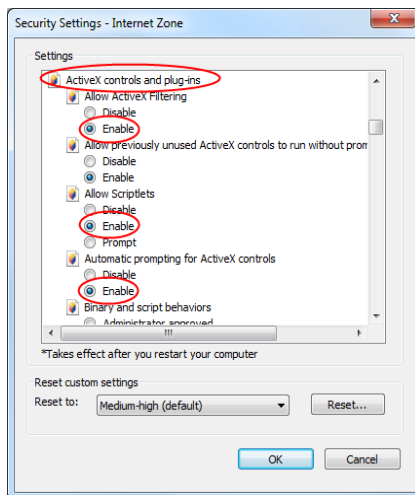 Security Settings - Internet Zone
Settings
ActiveX controls and plug-ins
Allow ActiveX Filtering
Disable
Enable
Allow previously unused ActiveX controls to run without prom
Disable
Enable
Allow Scriptlets
Disable
Enable
Prompt
Automatic prompting for ActiveX controls
Disable
Enable
Binary and script behaviors
Administrator approved
*Takes effect after you restart your computer
Reset custom settings
Reset to: Medium-high (default) Reset...
OK Cancel